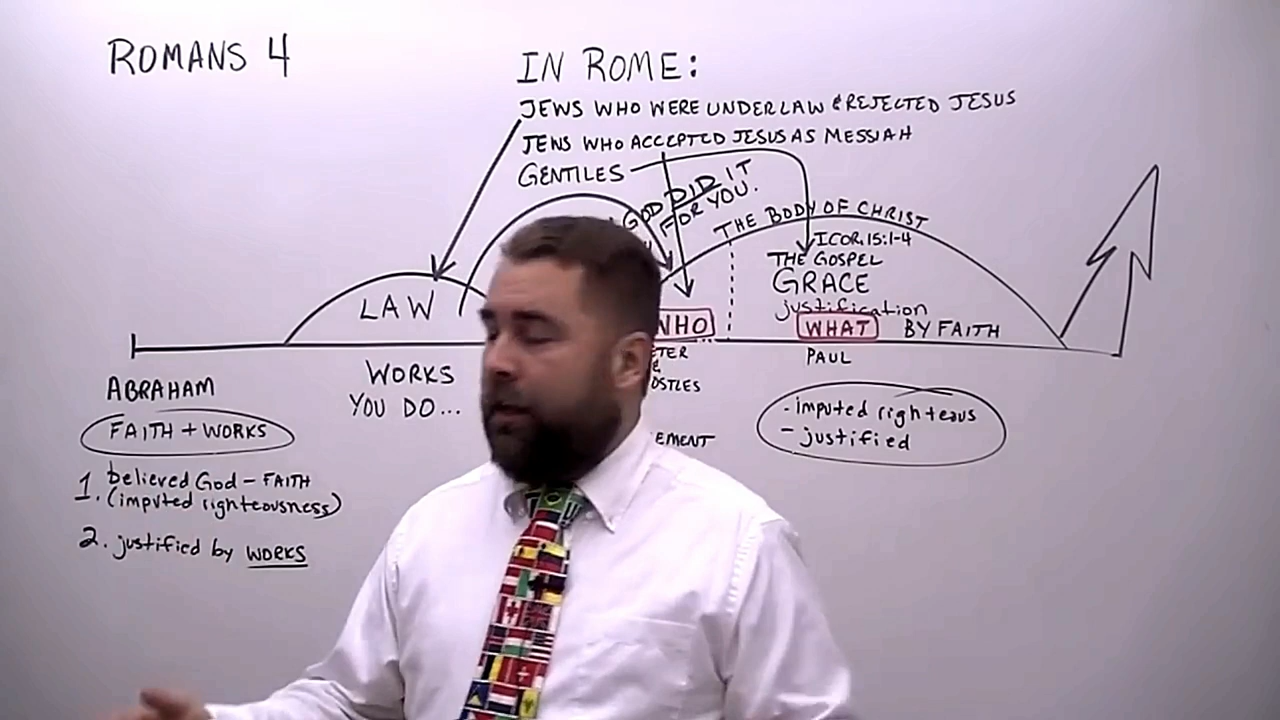 ROMANS 4
IN ROME:
JEWS WHO WERE UNDER LAW & REJECTED JESUS
JEWS WHO ACCEPTED JESUS AS MESSIAH
GENTILES
GOD DID IT
FOR YOU.
THE BODY OF CHRIST
I COR. 15:1-4
THE GOSPEL
GRACE
justification
LAW
WHO
WHAT
BY FAITH
ABRAHAM
FAITH + WORKS
1. believed God - FAITH
(imputed righteousness)
2. justified by WORKS
WORKS
YOU DO...
ETER
OSTLES
EMENT
PAUL
- imputed righteous
- justified